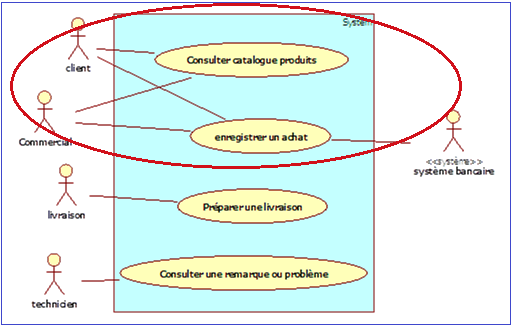 Système
client
Consulter catalogue produits
Commercial
enregistrer un achat
<<système>>
système bancaire
livraison
Préparer une livraison
technicien
Consulter une remarque ou problème